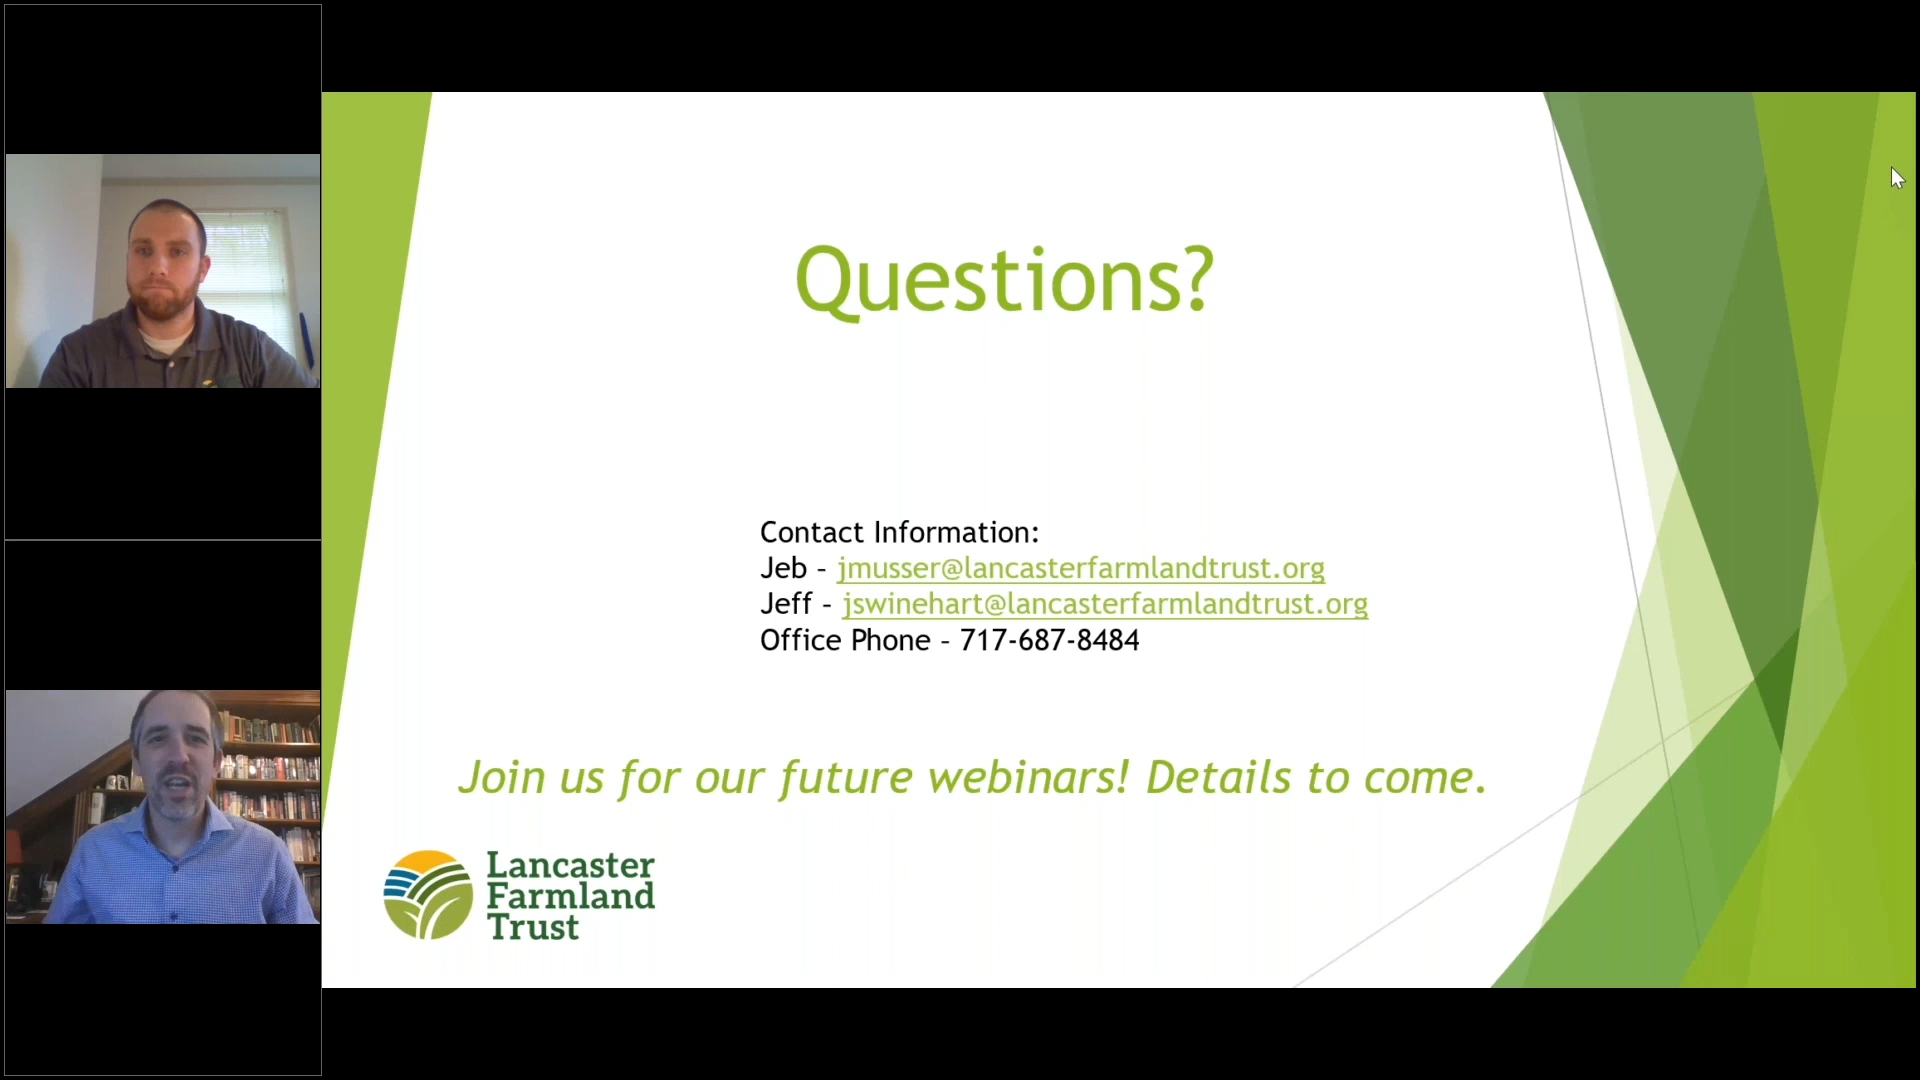 Questions?
Contact Information:
Jeb – jmusser@lancasterfarmlandtrust.org
Jeff – jswinehart@lancasterfarmlandtrust.org
Office Phone – 717-687-8484
Join us for our future webinars! Details to come.
Lancaster
Farmland
Trust